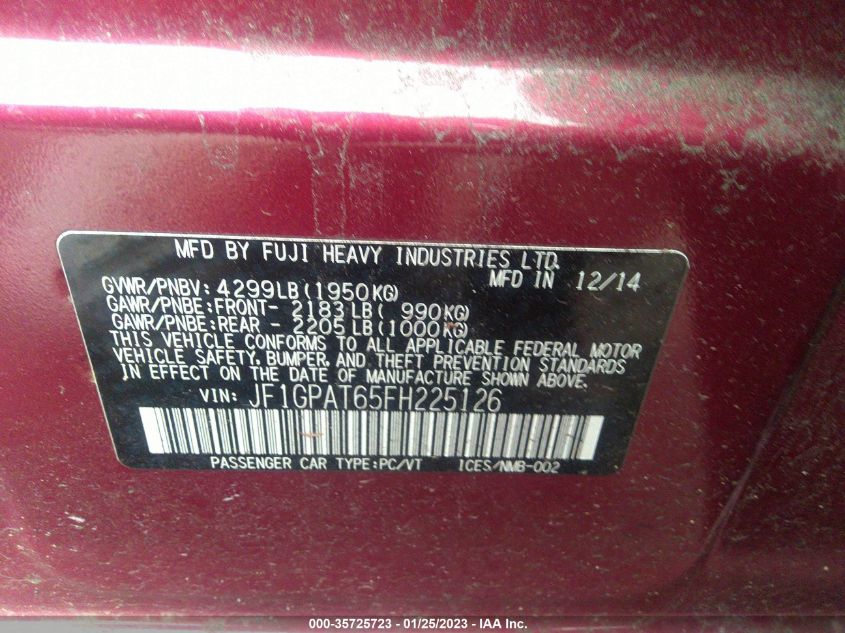 MFD BY FUJI HEAVY INDUSTRIES LTD.
MFD IN 12/14
GVWR/PNBV: 4299LB(1950KG)
GAWR/PNBE:FRONT- 2183LB( 990KG)
GAWR/PNBE:REAR - 2205LB(1000KG)
THIS VEHICLE CONFORMS TO ALL APPLICABLE FEDERAL MOTOR
VEHICLE SAFETY, BUMPER, AND THEFT PREVENTION STANDARDS
IN EFFECT ON THE DATE OF MANUFACTURE SHOWN ABOVE.
VIN: JF1GPAT65FH225126
PASSENGER CAR TYPE:PC/VT ICES/NMB-002
000-35725723 — 01/25/2023 — IAA Inc.